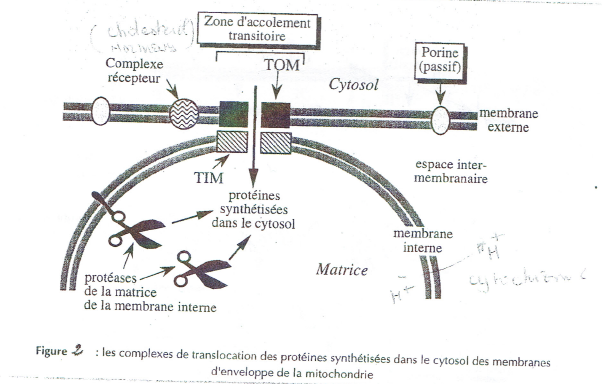 Zone d'accolement
transitoire
Complexe
récepteur
TOM
Cytosol
Porine
(passif)
membrane
externe
espace inter-
membranaire
TIM
protéines
synthétisées
dans le cytosol
membrane
interne
H+
H+
Matrice
protéases
de la matrice
de la membrane interne
Figure 2 : les complexes de translocation des protéines synthétisées dans le cytosol des membranes
d'enveloppe de la mitochondrie